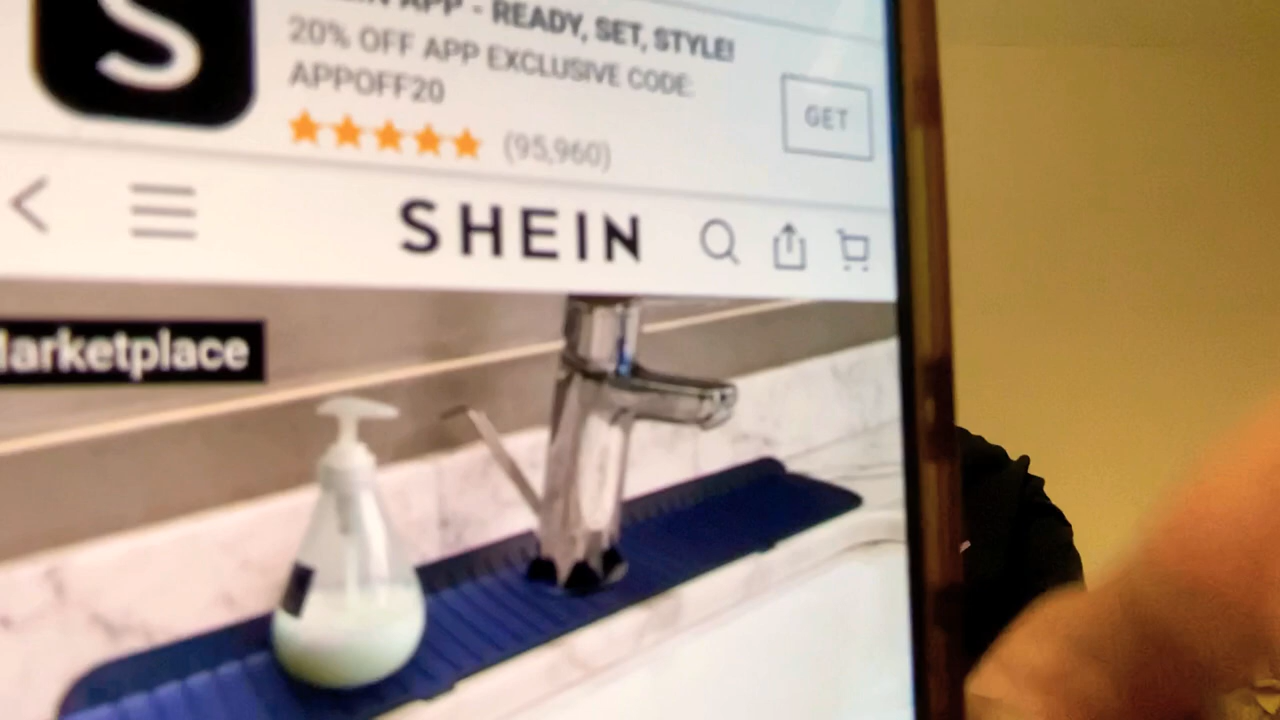 S
APP - READY, SET, STYLE!
20% OFF APP EXCLUSIVE CODE:
APPOFF20
GET
(95,960)
SHEIN
Marketplace